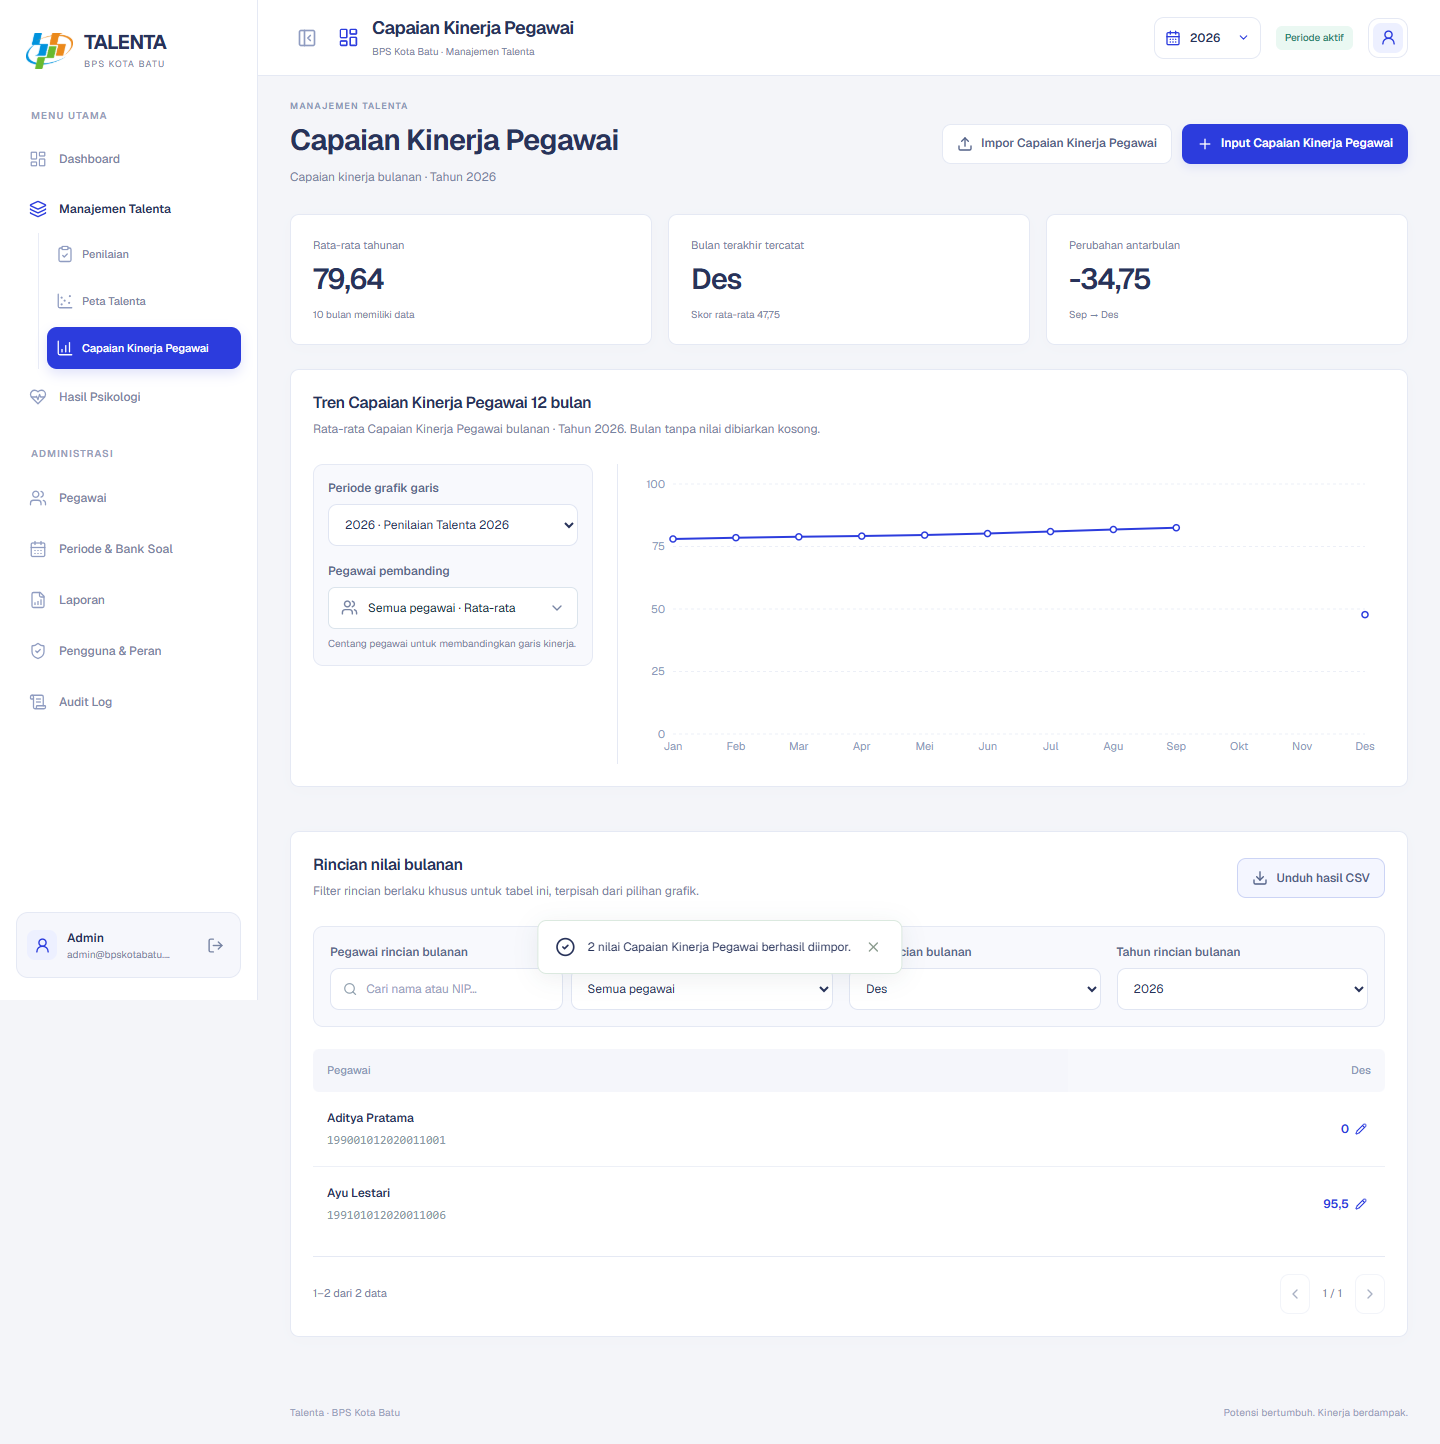 TALENTA
BPS KOTA BATU
MENU UTAMA
Dashboard
Manajemen Talenta
Penilaian
Peta Talenta
Capaian Kinerja Pegawai
Hasil Psikologi
ADMINISTRASI
Pegawai
Periode & Bank Soal
Laporan
Pengguna & Peran
Audit Log
Admin
admin@bpskotabatu....
Capaian Kinerja Pegawai
BPS Kota Batu · Manajemen Talenta
2026
Periode aktif
MANAJEMEN TALENTA
Capaian Kinerja Pegawai
Capaian kinerja bulanan · Tahun 2026
Impor Capaian Kinerja Pegawai
Input Capaian Kinerja Pegawai
Rata-rata tahunan
79,64
10 bulan memiliki data
Bulan terakhir tercatat
Des
Skor rata-rata 47,75
Perubahan antarbulan
-34,75
Sep → Des
Tren Capaian Kinerja Pegawai 12 bulan
Rata-rata Capaian Kinerja Pegawai bulanan · Tahun 2026. Bulan tanpa nilai dibiarkan kosong.
Periode grafik garis
2026 · Penilaian Talenta 2026
Pegawai pembanding
Semua pegawai · Rata-rata
Centang pegawai untuk membandingkan garis kinerja.
100
75
50
25
0
Jan Feb Mar Apr Mei Jun Jul Agu Sep Okt Nov Des
Rincian nilai bulanan
Filter rincian berlaku khusus untuk tabel ini, terpisah dari pilihan grafik.
Unduh hasil CSV
Pegawai rincian bulanan
2 nilai Capaian Kinerja Pegawai berhasil diimpor.
cian bulanan
Tahun rincian bulanan
Cari nama atau NIP...
Semua pegawai
Des
2026
Pegawai Des
Aditya Pratama
199001012020011001
0
Ayu Lestari
199101012020011006
95,5
1–2 dari 2 data
1 / 1
Talenta · BPS Kota Batu
Potensi bertumbuh. Kinerja berdampak.